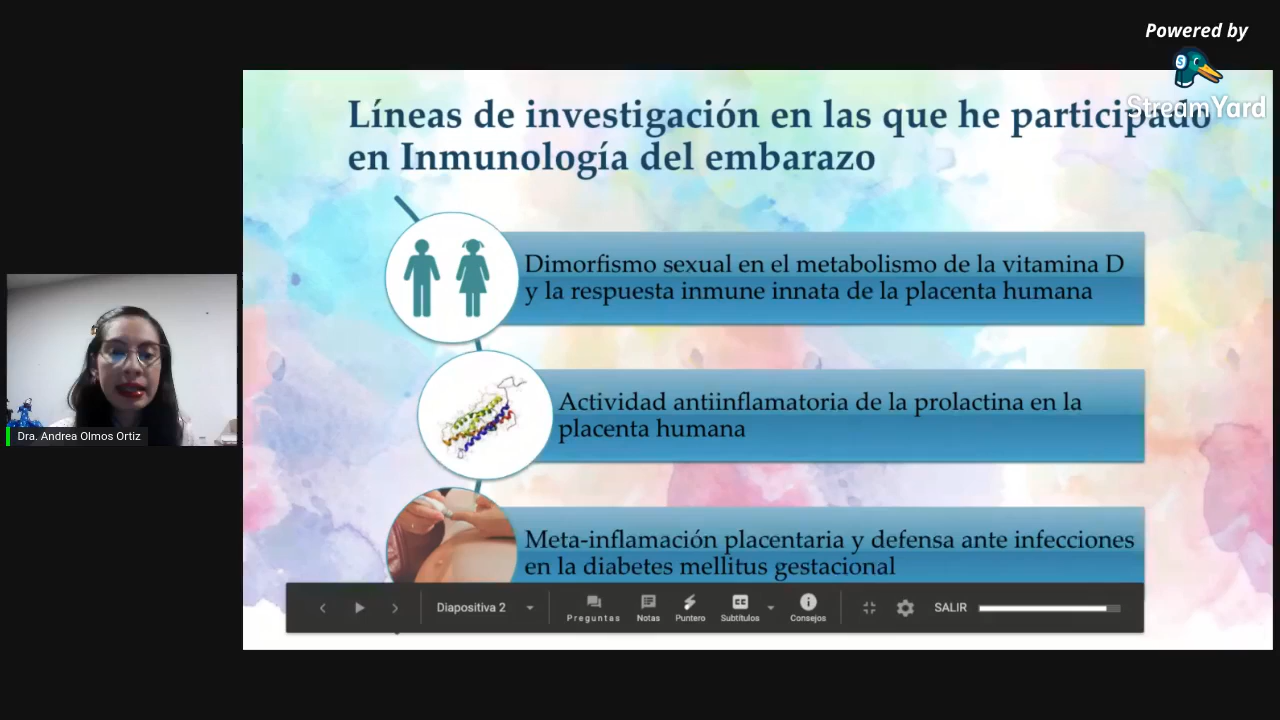 Powered by
StreamYard
Líneas de investigación en las que he participado
en Inmunología del embarazo
Dimorfismo sexual en el metabolismo de la vitamina D
y la respuesta inmune innata de la placenta humana
Actividad antiinflamatoria de la prolactina en la
placenta humana
Meta-inflamación placentaria y defensa ante infecciones
en la diabetes mellitus gestacional
Dra. Andrea Olmos Ortiz
Diapositiva 2
Preguntas
Notas
Puntero
CC
Subtítulos
Consejos
SALIR